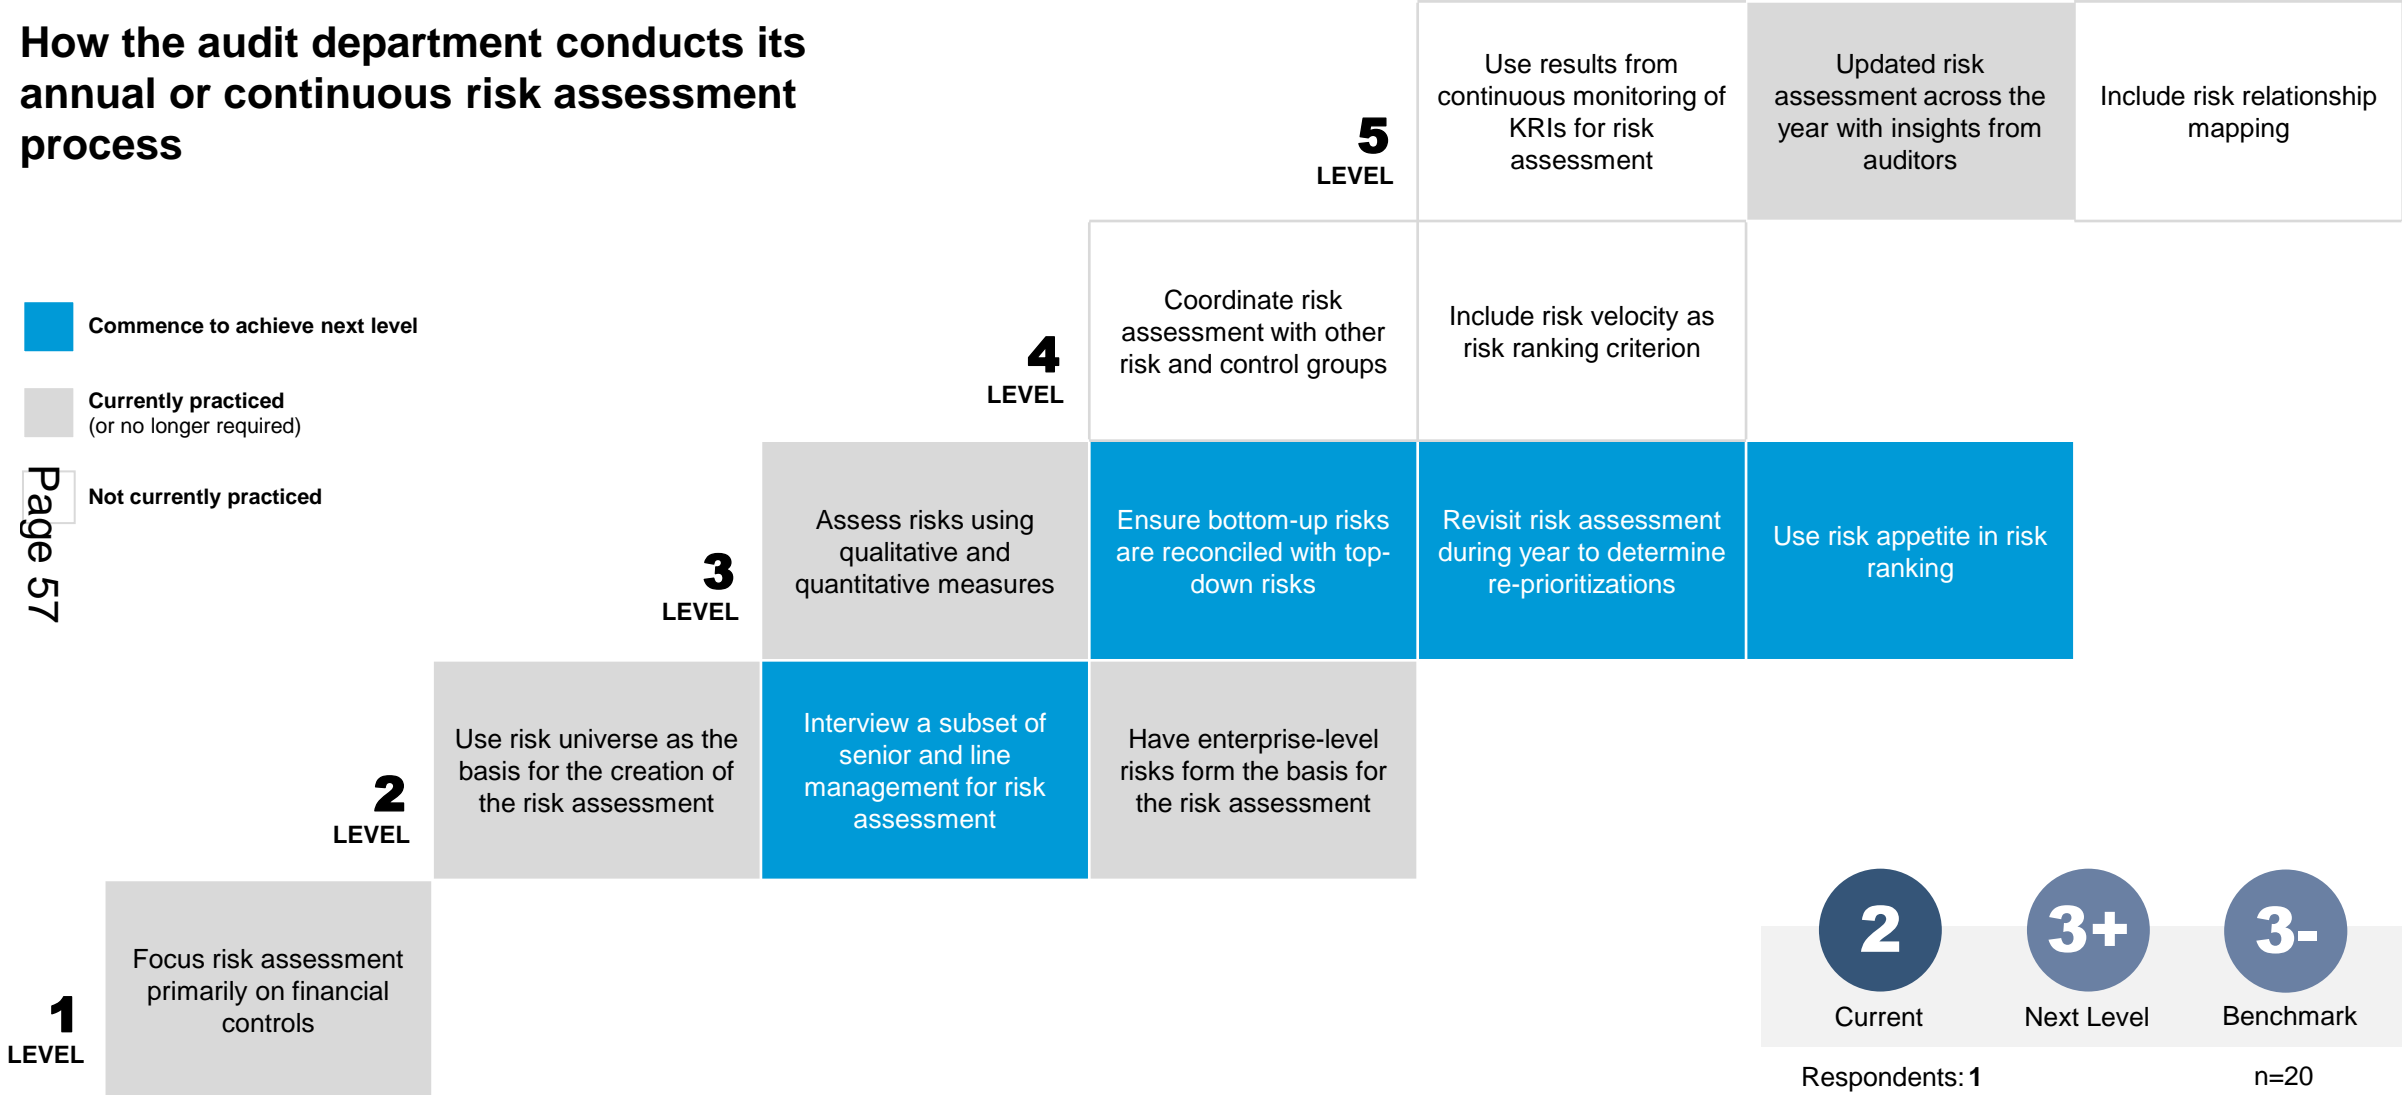 How the audit department conducts its
annual or continuous risk assessment
process
5
LEVEL
Use results from
continuous monitoring of
KRIs for risk
assessment
Updated risk
assessment across the
year with insights from
auditors
Include risk relationship
mapping
Commence to achieve next level
Currently practiced
(or no longer required)
Not currently practiced
Page 57
4
LEVEL
Coordinate risk
assessment with other
risk and control groups
Include risk velocity as
risk ranking criterion
3
LEVEL
Assess risks using
qualitative and
quantitative measures
Ensure bottom-up risks
are reconciled with top-
down risks
Revisit risk assessment
during year to determine
re-prioritizations
Use risk appetite in risk
ranking
2
LEVEL
Use risk universe as the
basis for the creation of
the risk assessment
Interview a subset of
senior and line
management for risk
assessment
Have enterprise-level
risks form the basis for
the risk assessment
1
LEVEL
Focus risk assessment
primarily on financial
controls
2
Current
3+
Next Level
3-
Benchmark
Respondents: 1
n=20